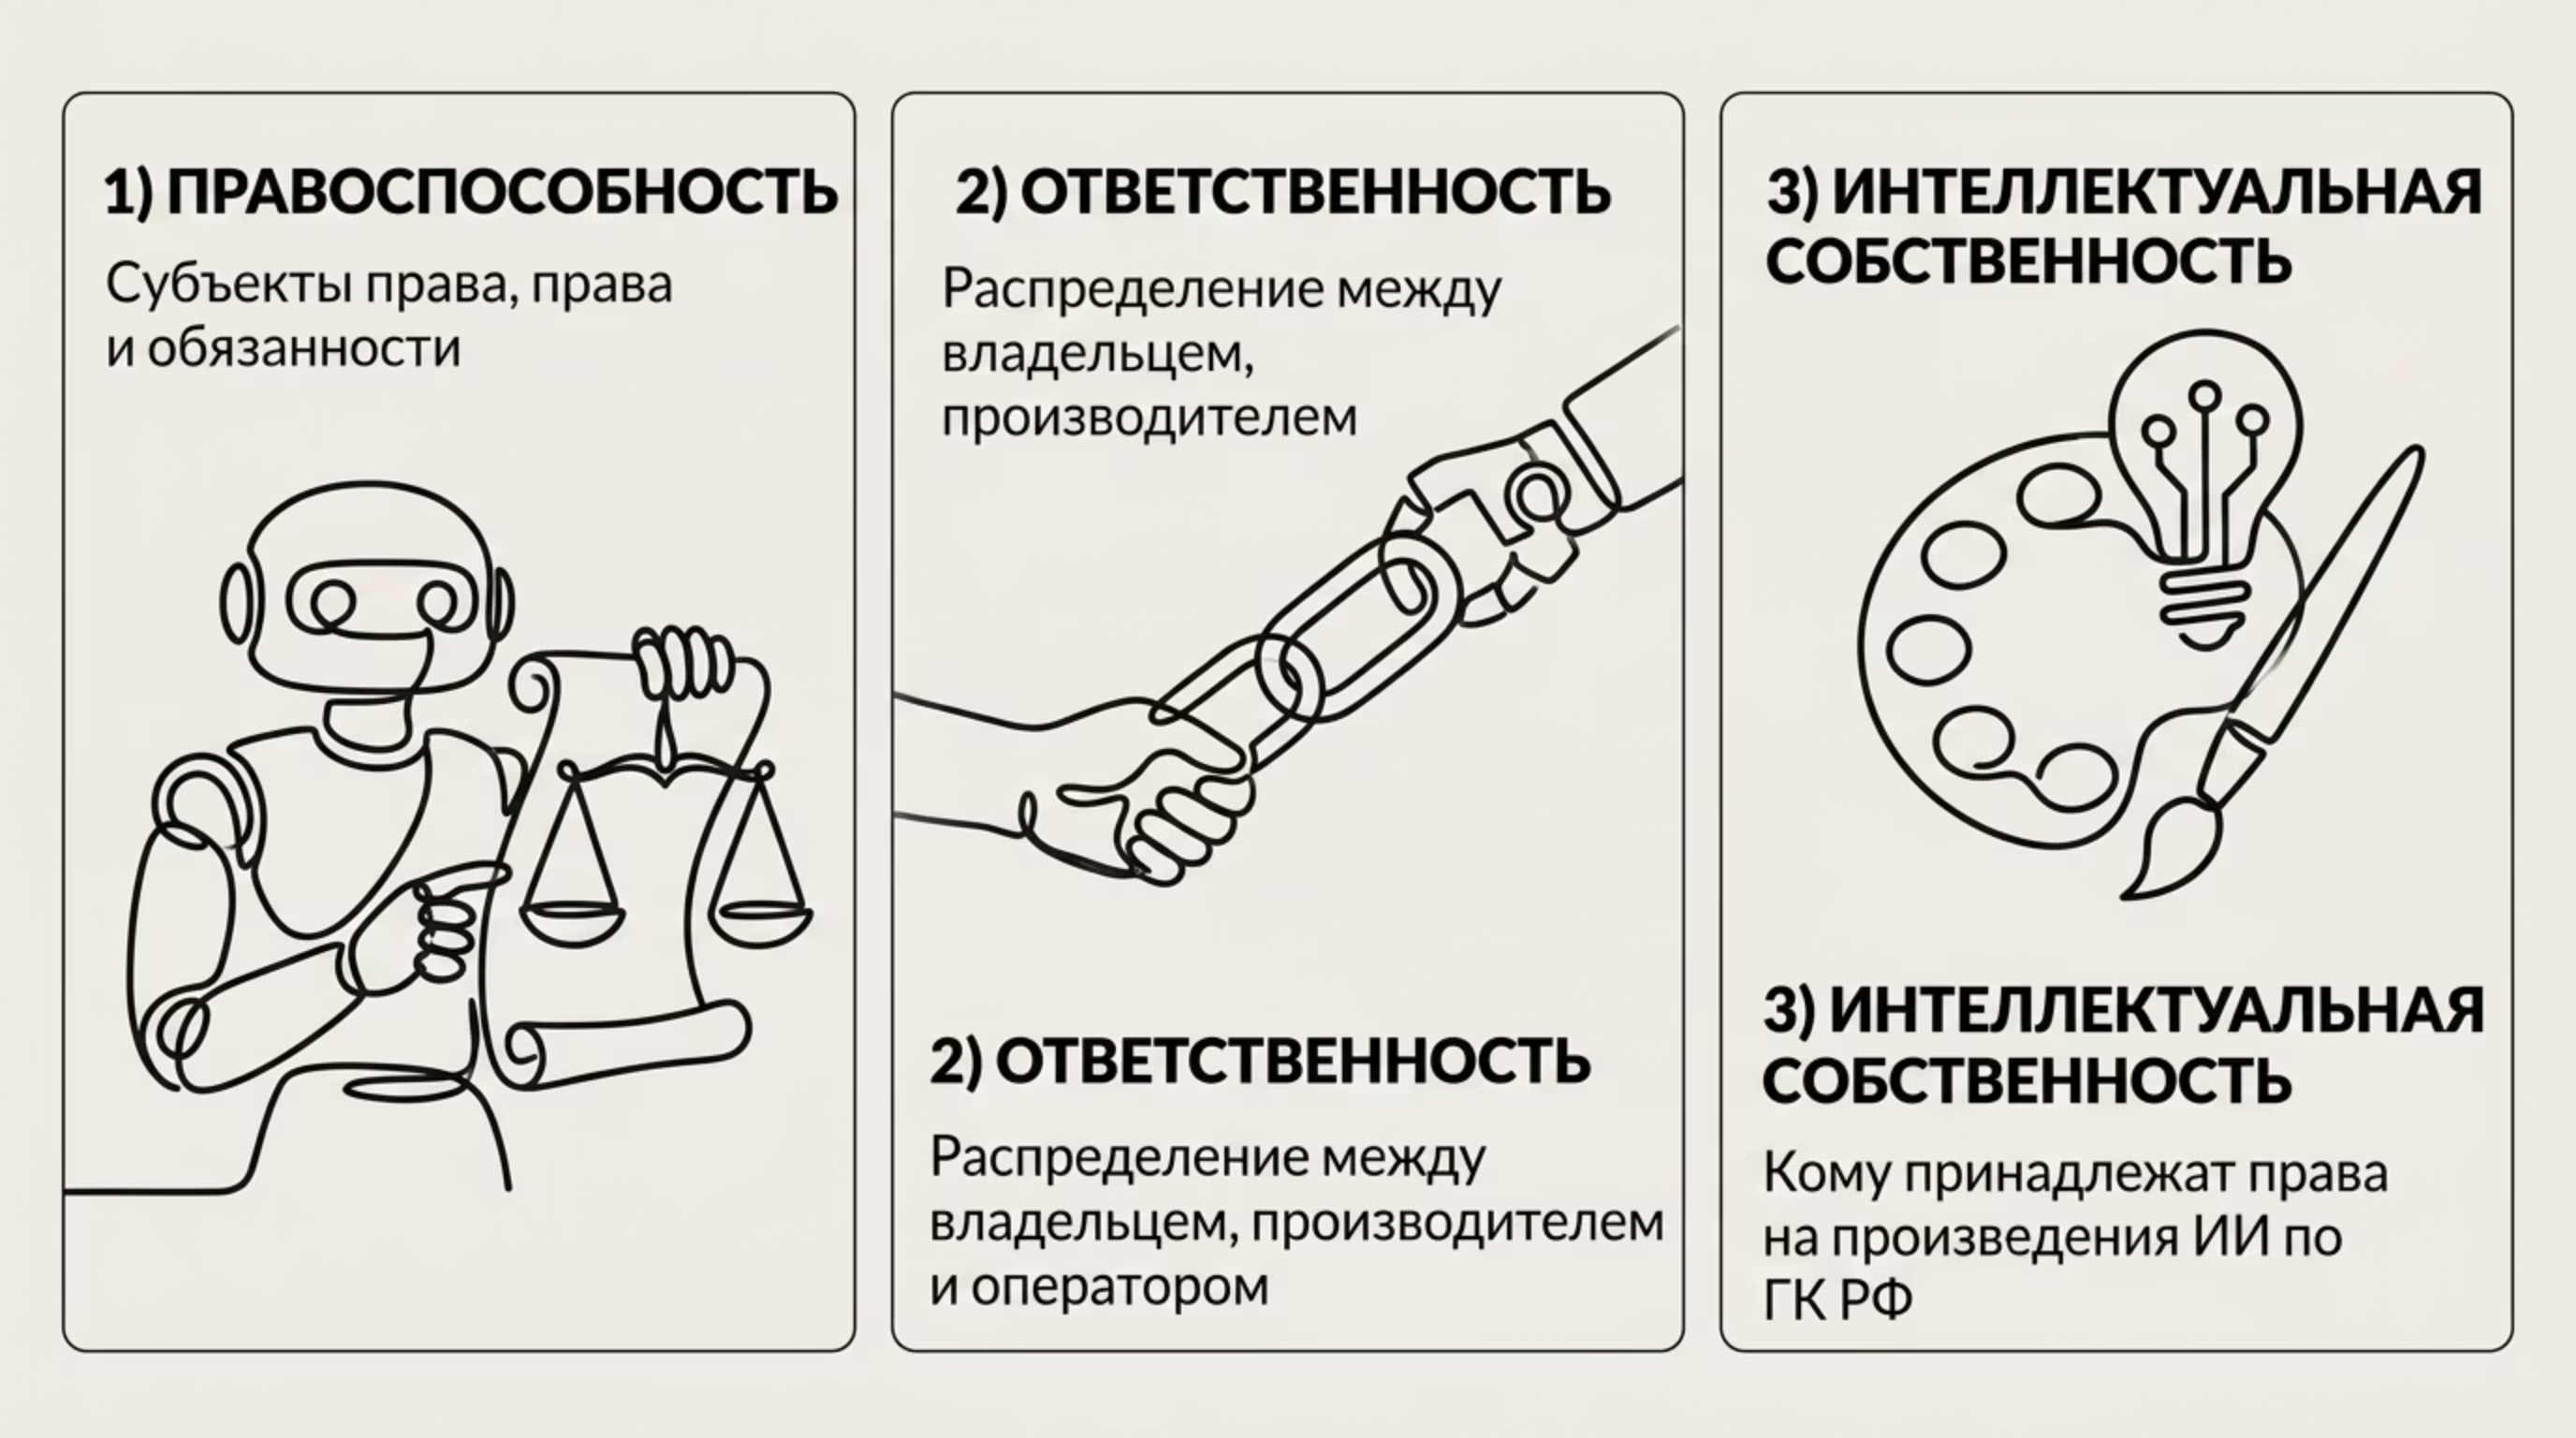 1) ПРАВОСПОСОБНОСТЬ
Субъекты права, права
и обязанности
2) ОТВЕТСТВЕННОСТЬ
Распределение между
владельцем,
производителем
2) ОТВЕТСТВЕННОСТЬ
Распределение между
владельцем, производителем
и оператором
3) ИНТЕЛЛЕКТУАЛЬНАЯ
СОБСТВЕННОСТЬ
3) ИНТЕЛЛЕКТУАЛЬНАЯ
СОБСТВЕННОСТЬ
Кому принадлежат права
на произведения ИИ по
ГК РФ